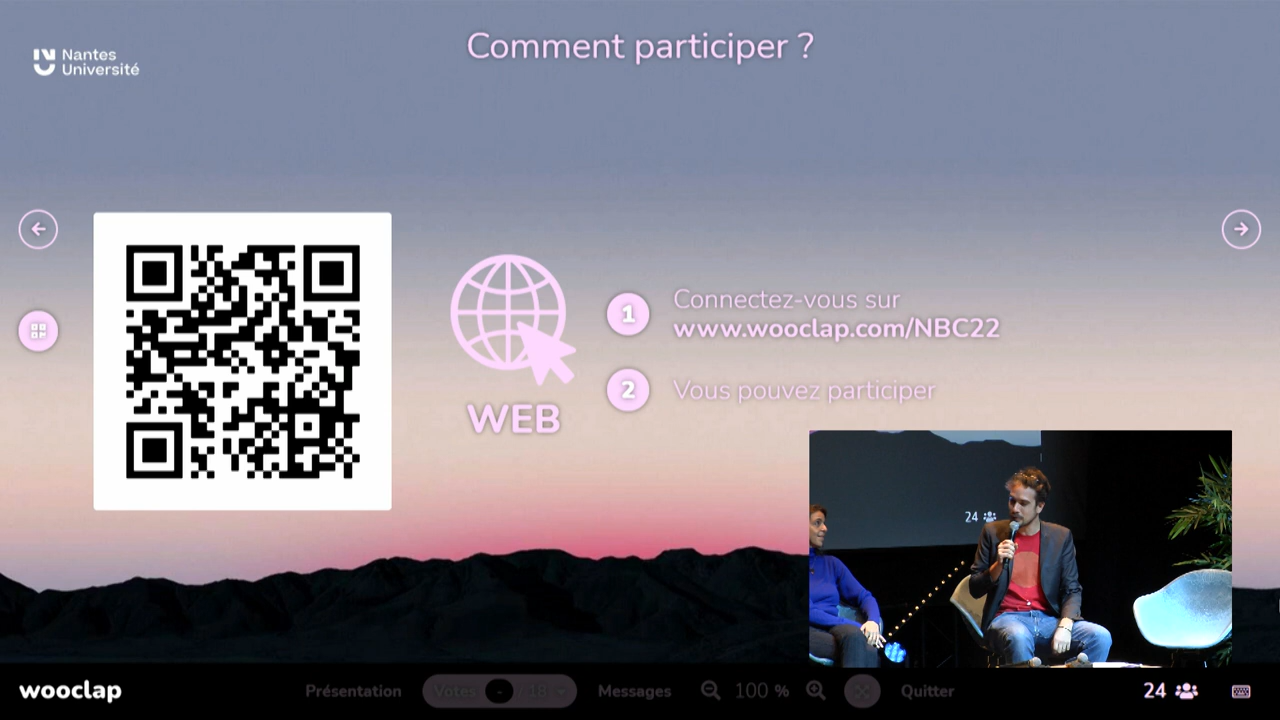 Comment participer ?
Nantes
Université
1
Connectez-vous sur
www.wooclap.com/NBC22
2
Vous pouvez participer
WEB
24
wooclap
Présentation
Votes - / 18
Messages
100 %
Quitter
24